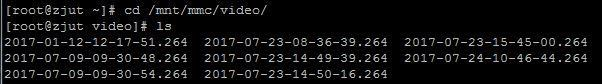 [root@zjut ~]# cd /mnt/mmc/video/
[root@zjut video]# ls
2017-01-12-12-17-51.264 2017-07-23-08-36-39.264 2017-07-23-15-45-00.264
2017-07-09-09-30-48.264 2017-07-23-14-49-39.264 2017-07-24-10-46-44.264
2017-07-09-09-30-54.264 2017-07-23-14-50-16.264